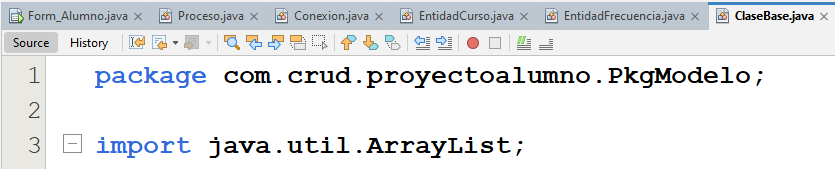 Form_Alumno.java Proceso.java Conexion.java EntidadCurso.java EntidadFrecuencia.java ClaseBase.java
Source History
1 package com.crud.proyectoalumno.PkgModelo;
2
3 import java.util.ArrayList;